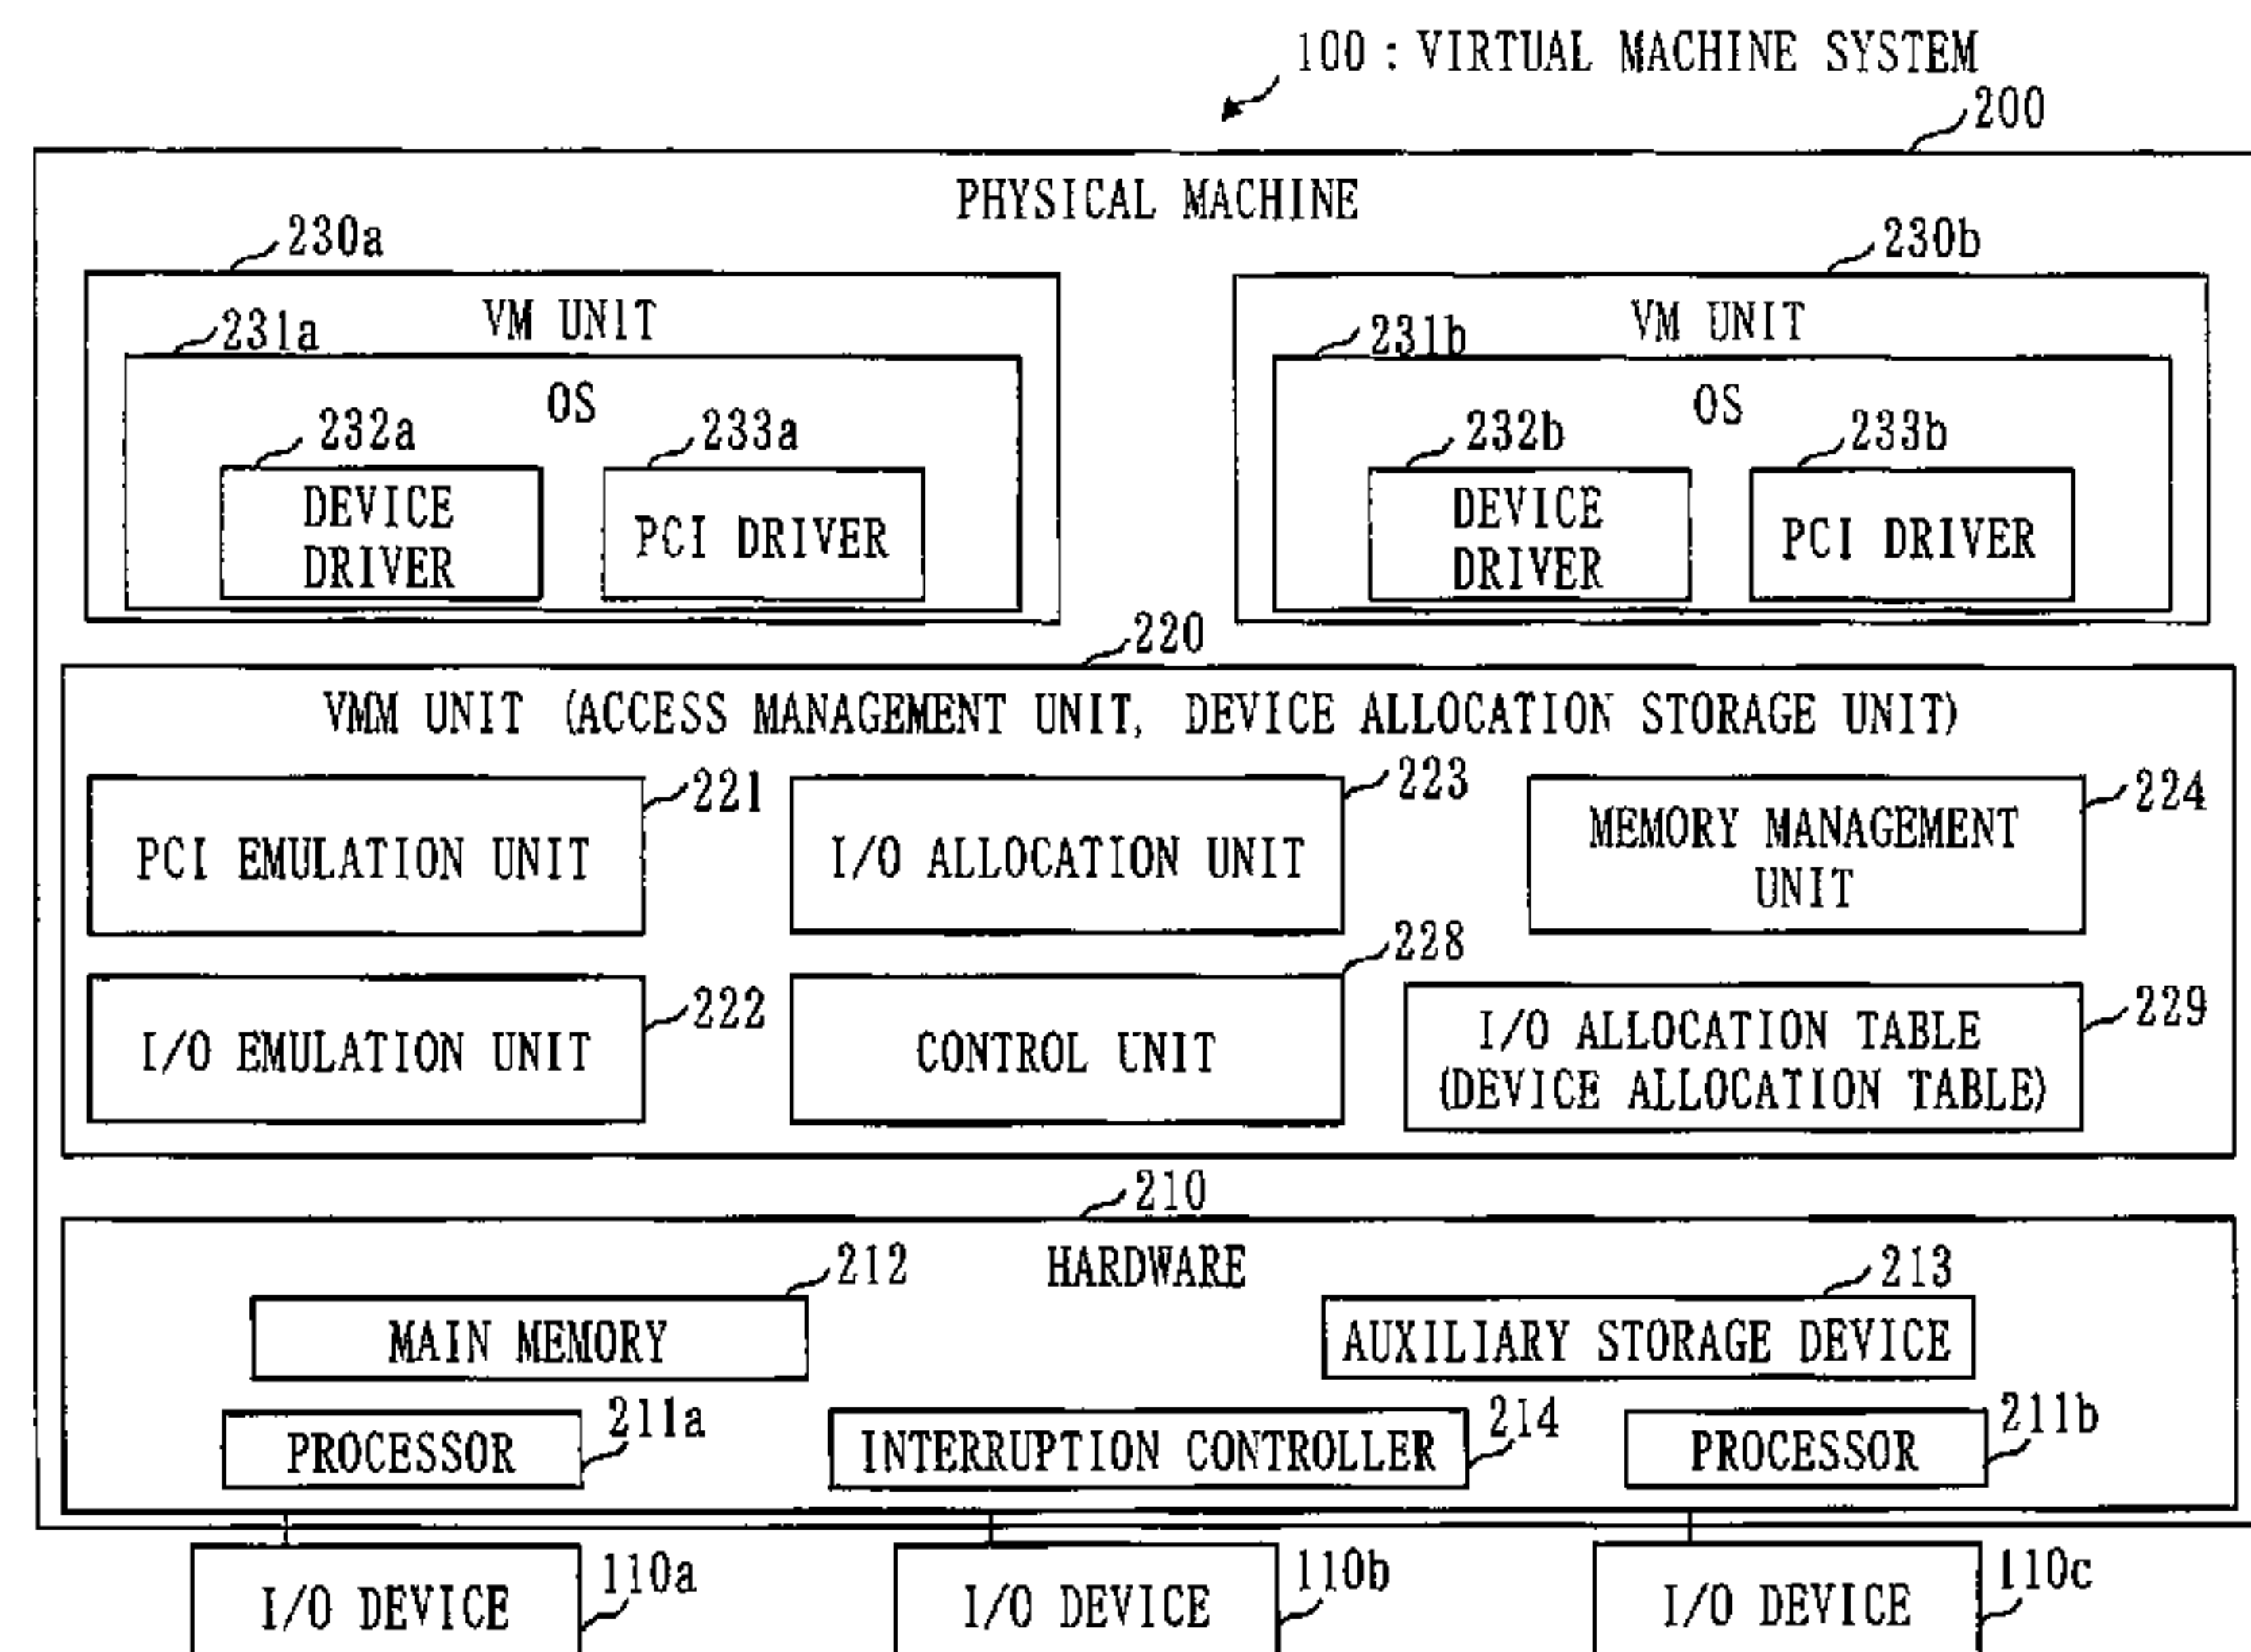 100 : VIRTUAL MACHINE SYSTEM
200
PHYSICAL MACHINE
230a
230b
VM UNIT
231a
OS
232a
233a
DEVICE
DRIVER
PCI DRIVER
VM UNIT
231b
OS
232b
233b
DEVICE
DRIVER
PCI DRIVER
220
VMM UNIT (ACCESS MANAGEMENT UNIT, DEVICE ALLOCATION STORAGE UNIT)
221
PCI EMULATION UNIT
223
I/O ALLOCATION UNIT
224
MEMORY MANAGEMENT
UNIT
222
I/O EMULATION UNIT
228
CONTROL UNIT
229
I/O ALLOCATION TABLE
(DEVICE ALLOCATION TABLE)
210
HARDWARE
212
MAIN MEMORY
213
AUXILIARY STORAGE DEVICE
211a
PROCESSOR
214
INTERRUPTION CONTROLLER
211b
PROCESSOR
110a
I/O DEVICE
110b
I/O DEVICE
110c
I/O DEVICE